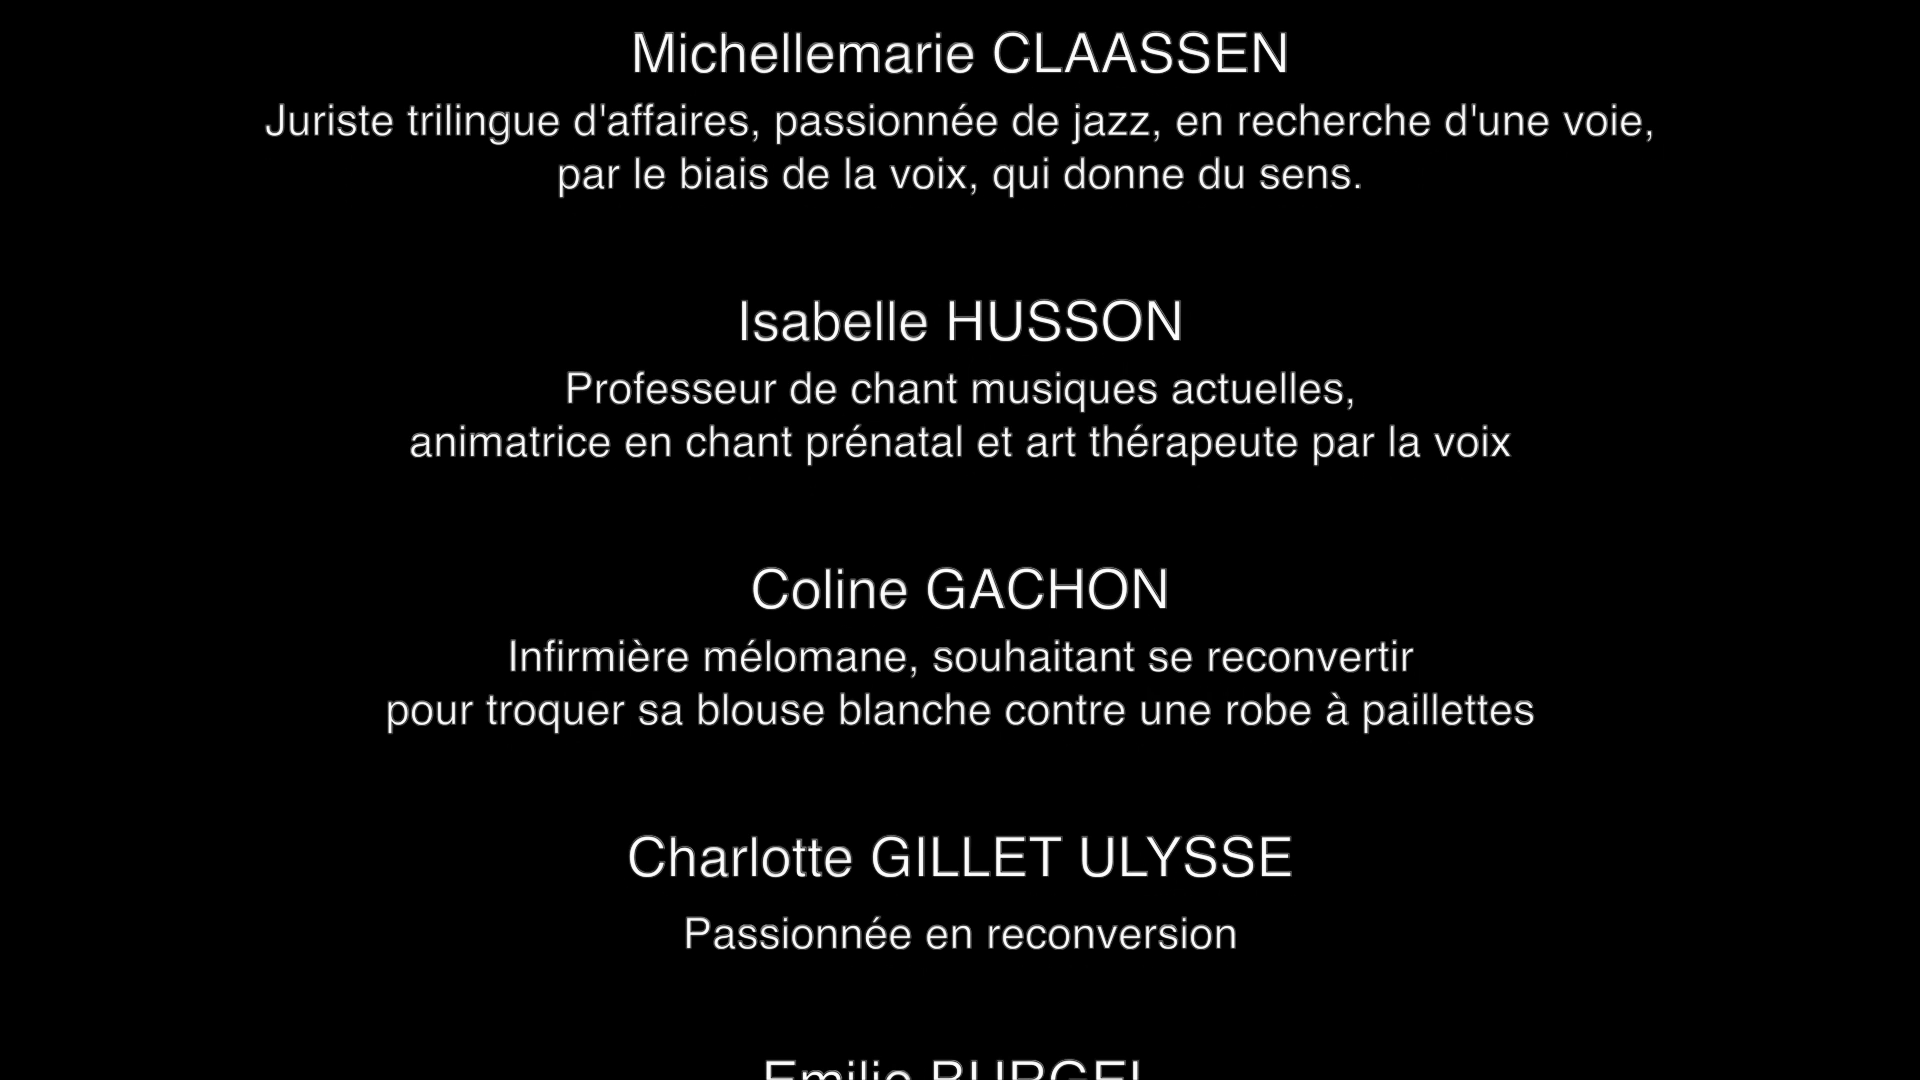 Michellemarie CLAASSEN
Juriste trilingue d'affaires, passionnée de jazz, en recherche d'une voie,
par le biais de la voix, qui donne du sens.
Isabelle HUSSON
Professeur de chant musiques actuelles,
animatrice en chant prénatal et art thérapeute par la voix
Coline GACHON
Infirmière mélomane, souhaitant se reconvertir
pour troquer sa blouse blanche contre une robe à paillettes
Charlotte GILLET ULYSSE
Passionnée en reconversion
Emilie